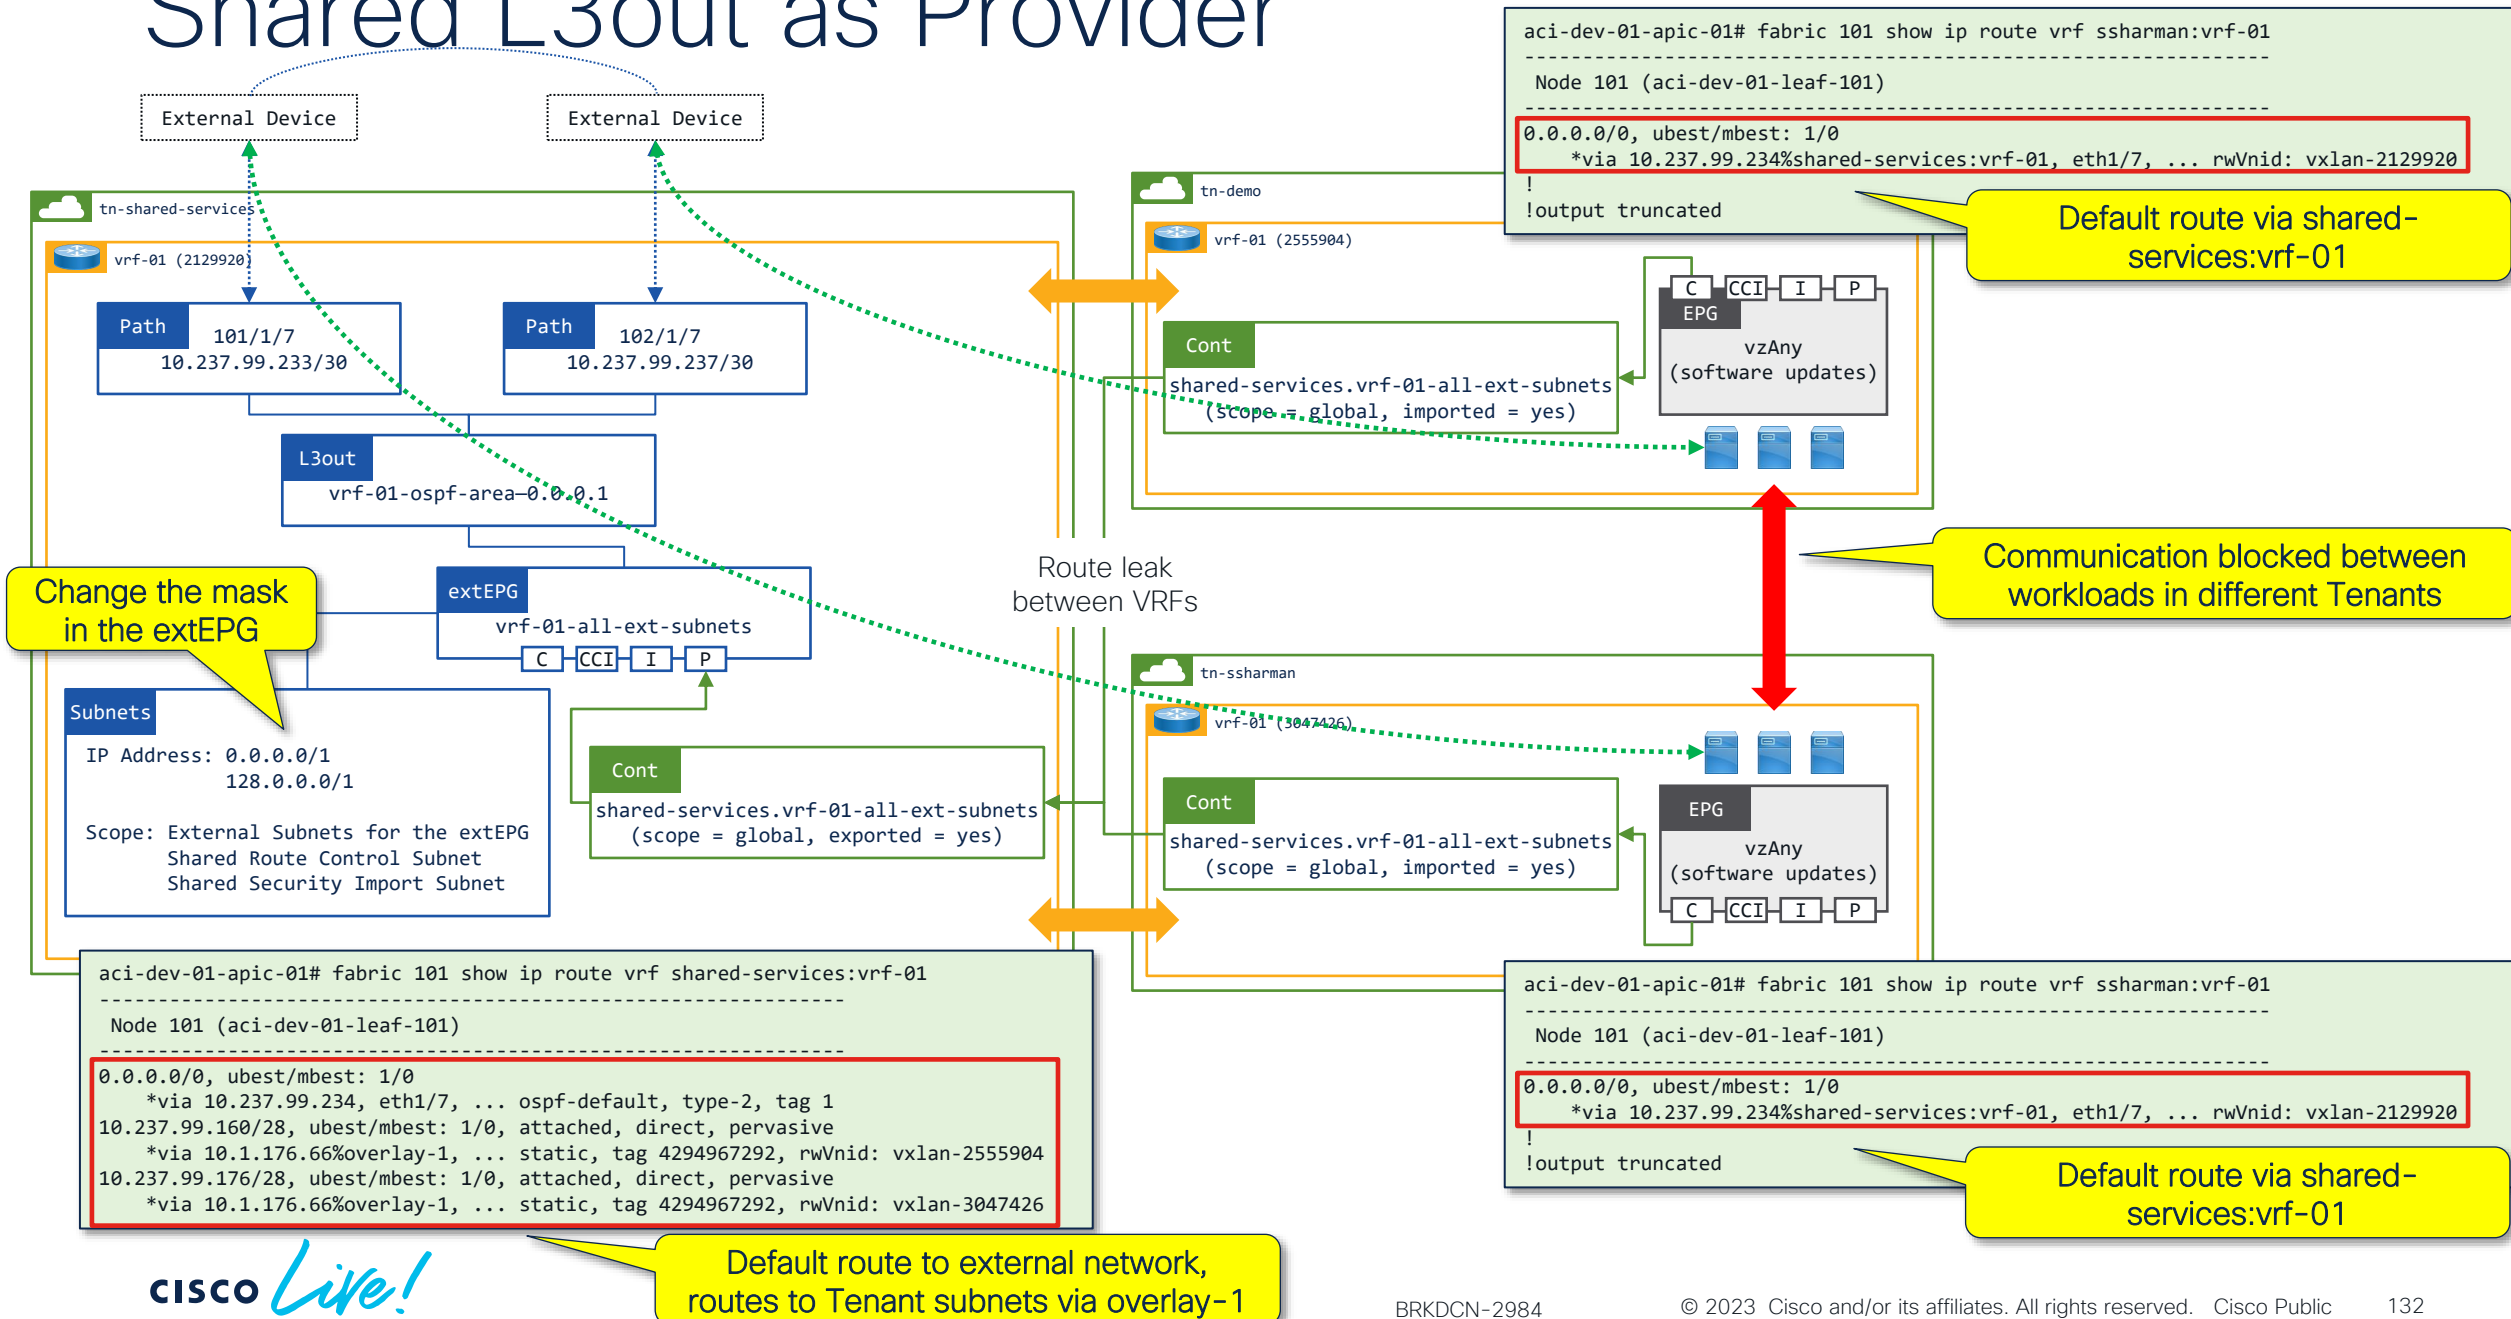 Shared L3out as Provider
External Device
External Device
tn-shared-services
vrf-01 (2129920)
Path
101/1/7
10.237.99.233/30
Path
102/1/7
10.237.99.237/30
L3out
vrf-01-ospf-area–0.0.0.1
extEPG
vrf-01-all-ext-subnets
C CCI I P
Change the mask
in the extEPG
Subnets
IP Address: 0.0.0.0/1
128.0.0.0/1
Scope: External Subnets for the extEPG
Shared Route Control Subnet
Shared Security Import Subnet
Cont
shared-services.vrf-01-all-ext-subnets
(scope = global, exported = yes)
Route leak
between VRFs
tn-demo
vrf-01 (2555904)
Cont
shared-services.vrf-01-all-ext-subnets
(scope = global, imported = yes)
C CCI I P
EPG
vzAny
(software updates)
aci-dev-01-apic-01# fabric 101 show ip route vrf ssharman:vrf-01
----------------------------------------------------------------
Node 101 (aci-dev-01-leaf-101)
----------------------------------------------------------------
0.0.0.0/0, ubest/mbest: 1/0
*via 10.237.99.234%shared-services:vrf-01, eth1/7, ... rwVnid: vxlan-2129920
!
!output truncated
Default route via shared-
services:vrf-01
Communication blocked between
workloads in different Tenants
tn-ssharman
vrf-01 (3047426)
Cont
shared-services.vrf-01-all-ext-subnets
(scope = global, imported = yes)
EPG
vzAny
(software updates)
C CCI I P
aci-dev-01-apic-01# fabric 101 show ip route vrf shared-services:vrf-01
----------------------------------------------------------------
Node 101 (aci-dev-01-leaf-101)
----------------------------------------------------------------
0.0.0.0/0, ubest/mbest: 1/0
*via 10.237.99.234, eth1/7, ... ospf-default, type-2, tag 1
10.237.99.160/28, ubest/mbest: 1/0, attached, direct, pervasive
*via 10.1.176.66%overlay-1, ... static, tag 4294967292, rwVnid: vxlan-2555904
10.237.99.176/28, ubest/mbest: 1/0, attached, direct, pervasive
*via 10.1.176.66%overlay-1, ... static, tag 4294967292, rwVnid: vxlan-3047426
Default route to external network,
routes to Tenant subnets via overlay-1
aci-dev-01-apic-01# fabric 101 show ip route vrf ssharman:vrf-01
----------------------------------------------------------------
Node 101 (aci-dev-01-leaf-101)
----------------------------------------------------------------
0.0.0.0/0, ubest/mbest: 1/0
*via 10.237.99.234%shared-services:vrf-01, eth1/7, ... rwVnid: vxlan-2129920
!
!output truncated
Default route via shared-
services:vrf-01
CISCO Live!
BRKDCN-2984
© 2023 Cisco and/or its affiliates. All rights reserved. Cisco Public
132